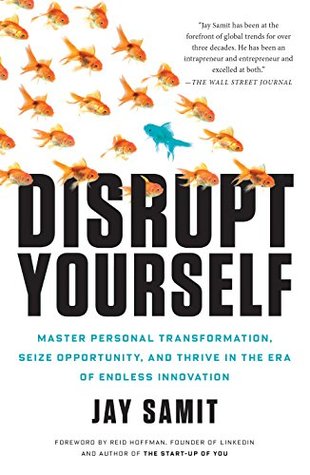 "Jay Samit has been at the
forefront of global trends for over
three decades. He has been an
intrapreneur and entrepreneur and
excelled at both."
—THE WALL STREET JOURNAL
DISRUPT
YOURSELF
MASTER PERSONAL TRANSFORMATION,
SEIZE OPPORTUNITY, AND THRIVE IN THE ERA
OF ENDLESS INNOVATION
JAY SAMIT
FOREWORD BY REID HOFFMAN, FOUNDER OF LINKEDIN
AND AUTHOR OF THE START-UP OF YOU